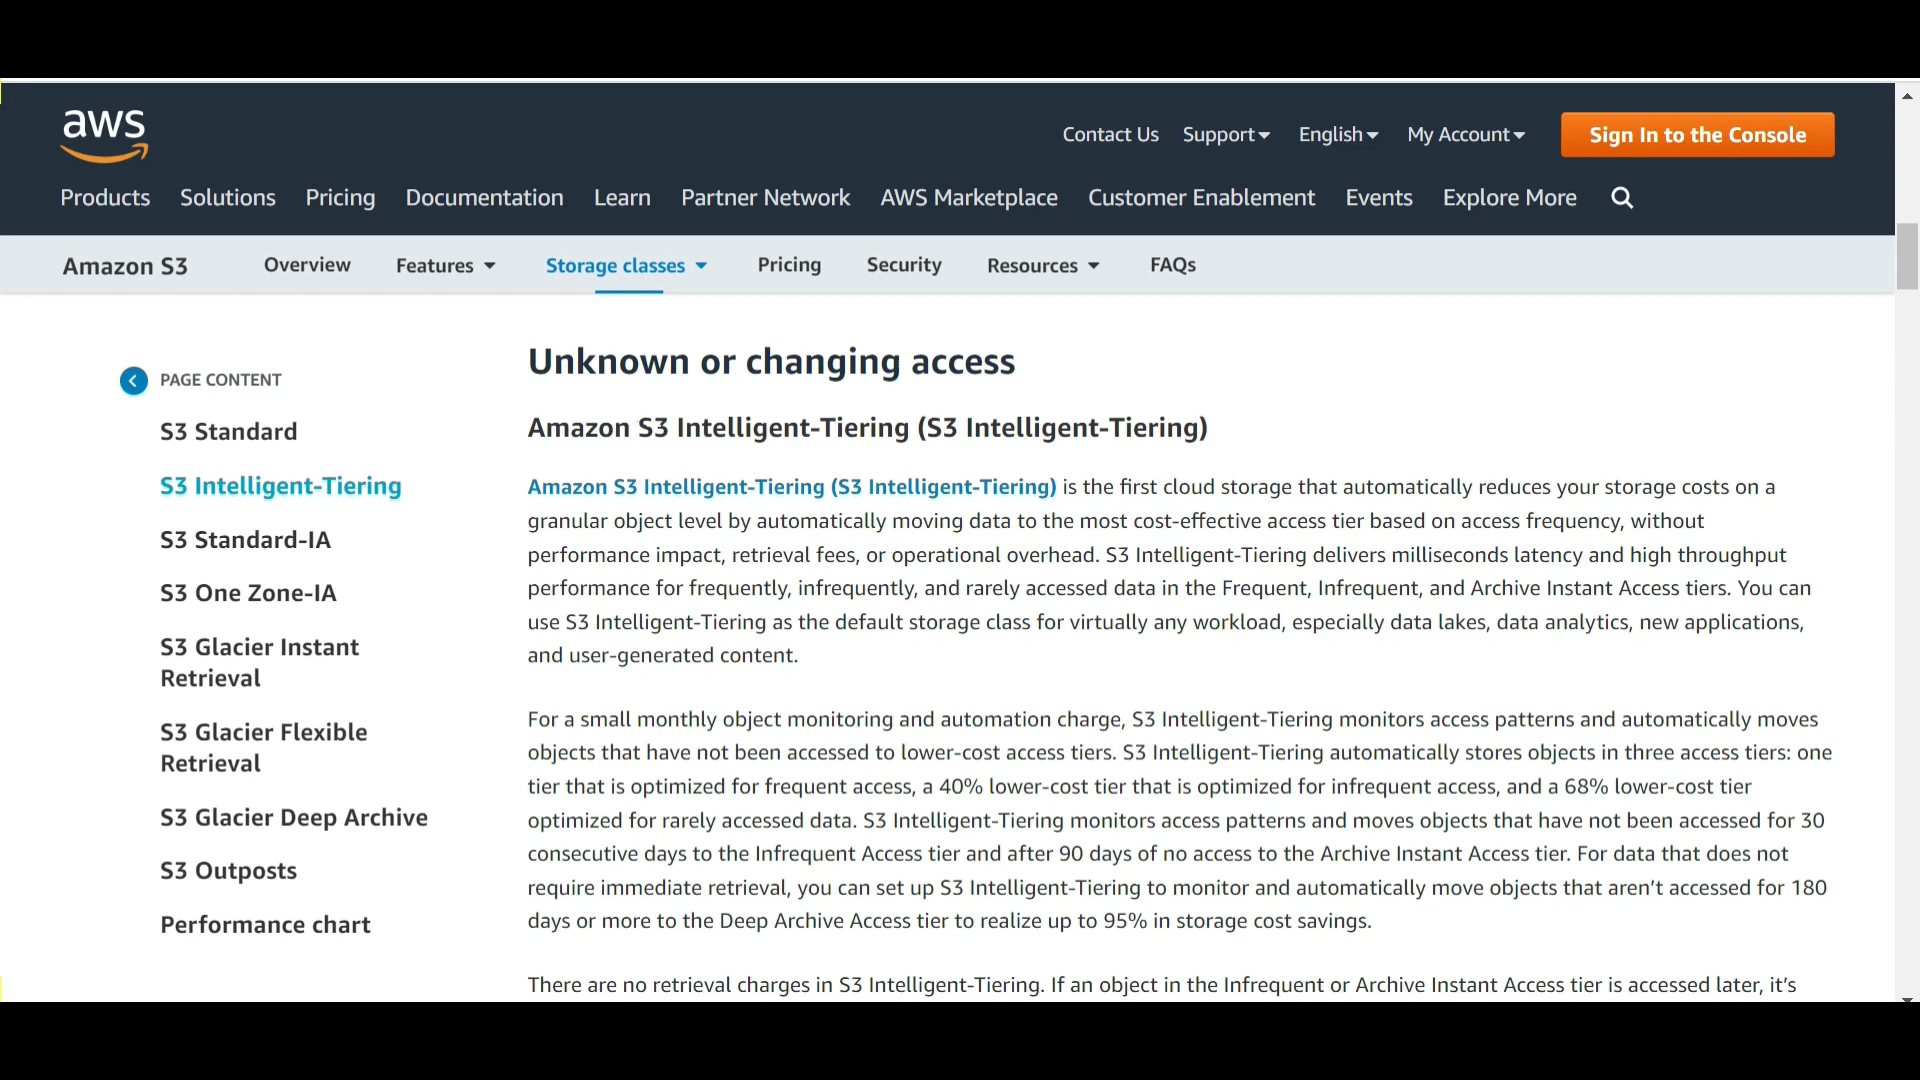 aws
Contact Us Support English My Account Sign In to the Console
Products Solutions Pricing Documentation Learn Partner Network AWS Marketplace Customer Enablement Events Explore More
Amazon S3 Overview Features Storage classes Pricing Security Resources FAQs
PAGE CONTENT
S3 Standard
S3 Intelligent-Tiering
S3 Standard-IA
S3 One Zone-IA
S3 Glacier Instant
Retrieval
S3 Glacier Flexible
Retrieval
S3 Glacier Deep Archive
S3 Outposts
Performance chart
Unknown or changing access
Amazon S3 Intelligent-Tiering (S3 Intelligent-Tiering)
Amazon S3 Intelligent-Tiering (S3 Intelligent-Tiering) is the first cloud storage that automatically reduces your storage costs on a
granular object level by automatically moving data to the most cost-effective access tier based on access frequency, without
performance impact, retrieval fees, or operational overhead. S3 Intelligent-Tiering delivers milliseconds latency and high throughput
performance for frequently, infrequently, and rarely accessed data in the Frequent, Infrequent, and Archive Instant Access tiers. You can
use S3 Intelligent-Tiering as the default storage class for virtually any workload, especially data lakes, data analytics, new applications,
and user-generated content.
For a small monthly object monitoring and automation charge, S3 Intelligent-Tiering monitors access patterns and automatically moves
objects that have not been accessed to lower-cost access tiers. S3 Intelligent-Tiering automatically stores objects in three access tiers: one
tier that is optimized for frequent access, a 40% lower-cost tier that is optimized for infrequent access, and a 68% lower-cost tier
optimized for rarely accessed data. S3 Intelligent-Tiering monitors access patterns and moves objects that have not been accessed for 30
consecutive days to the Infrequent Access tier and after 90 days of no access to the Archive Instant Access tier. For data that does not
require immediate retrieval, you can set up S3 Intelligent-Tiering to monitor and automatically move objects that aren't accessed for 180
days or more to the Deep Archive Access tier to realize up to 95% in storage cost savings.
There are no retrieval charges in S3 Intelligent-Tiering. If an object in the Infrequent or Archive Instant Access tier is accessed later, it's